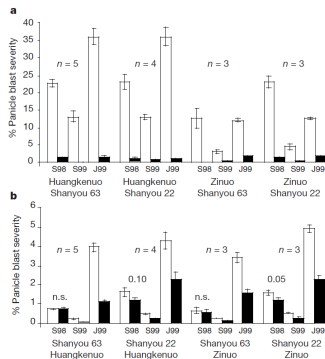 a
% Panicle blast severity
40
35
30
25
20
15
10
5
0
n = 5
n = 4
n = 3
n = 3
S98 S99 J99 S98 S99 J99 S98 S99 J99 S98 S99 J99
Huangkenuo Huangkenuo Zinuo Zinuo
Shanyou 63 Shanyou 22 Shanyou 63 Shanyou 22
b
% Panicle blast severity
6
5
4
3
2
1
0
n = 5
n = 4
n = 3
n = 3
n.s.
0.10
n.s.
0.05
S98 S99 J99 S98 S99 J99 S98 S99 J99 S98 S99 J99
Shanyou 63 Shanyou 22 Shanyou 63 Shanyou 22
Huangkenuo Huangkenuo Zinuo Zinuo